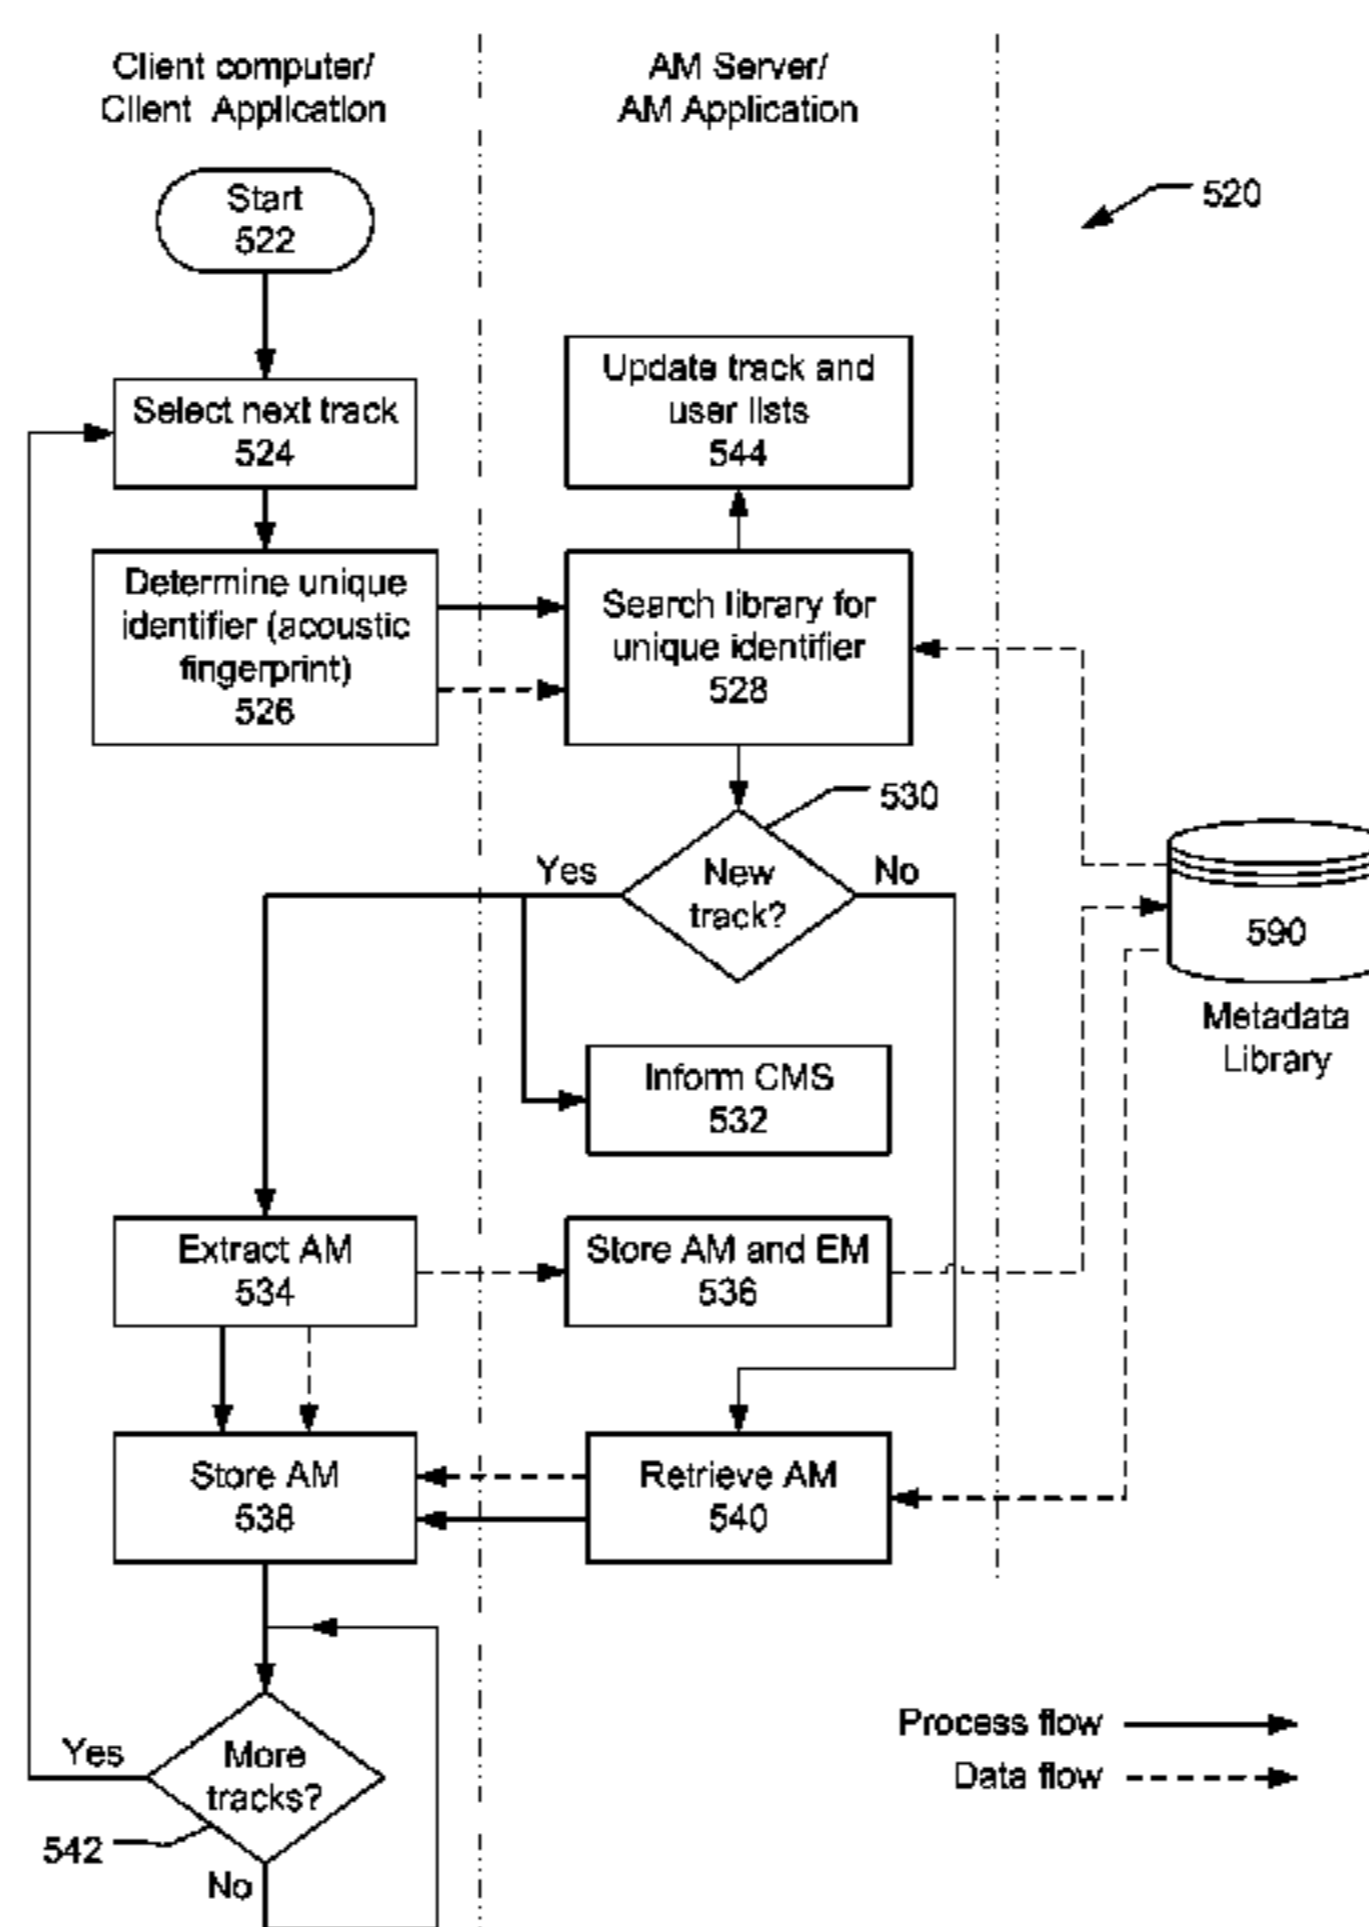 Client computer/
Client Application
AM Server/
AM Application
520
Start
522
Select next track
524
Update track and
user lists
544
Determine unique
identifier (acoustic
fingerprint)
526
Search library for
unique identifier
528
530
Yes
New
track?
No
590
Metadata
Library
Inform CMS
532
Extract AM
534
Store AM and EM
536
Store AM
538
Retrieve AM
540
Process flow
Data flow
Yes
More
tracks?
542
No